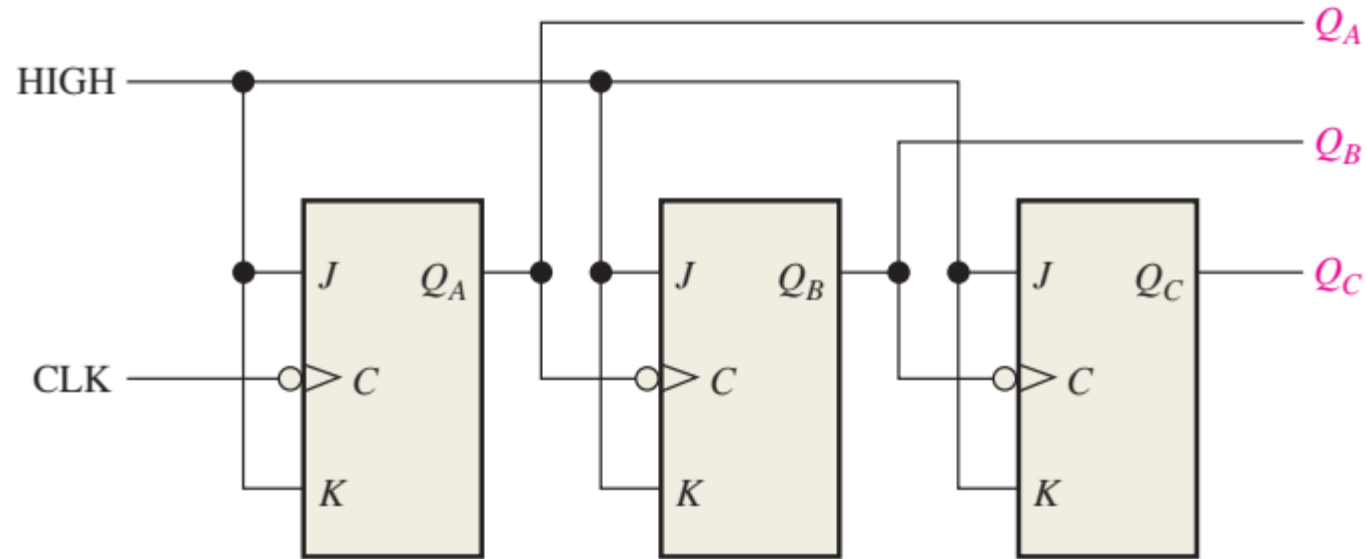 Q_A
HIGH
Q_B
J Q_A J Q_B J Q_C Q_C
CLK C C C
K K K